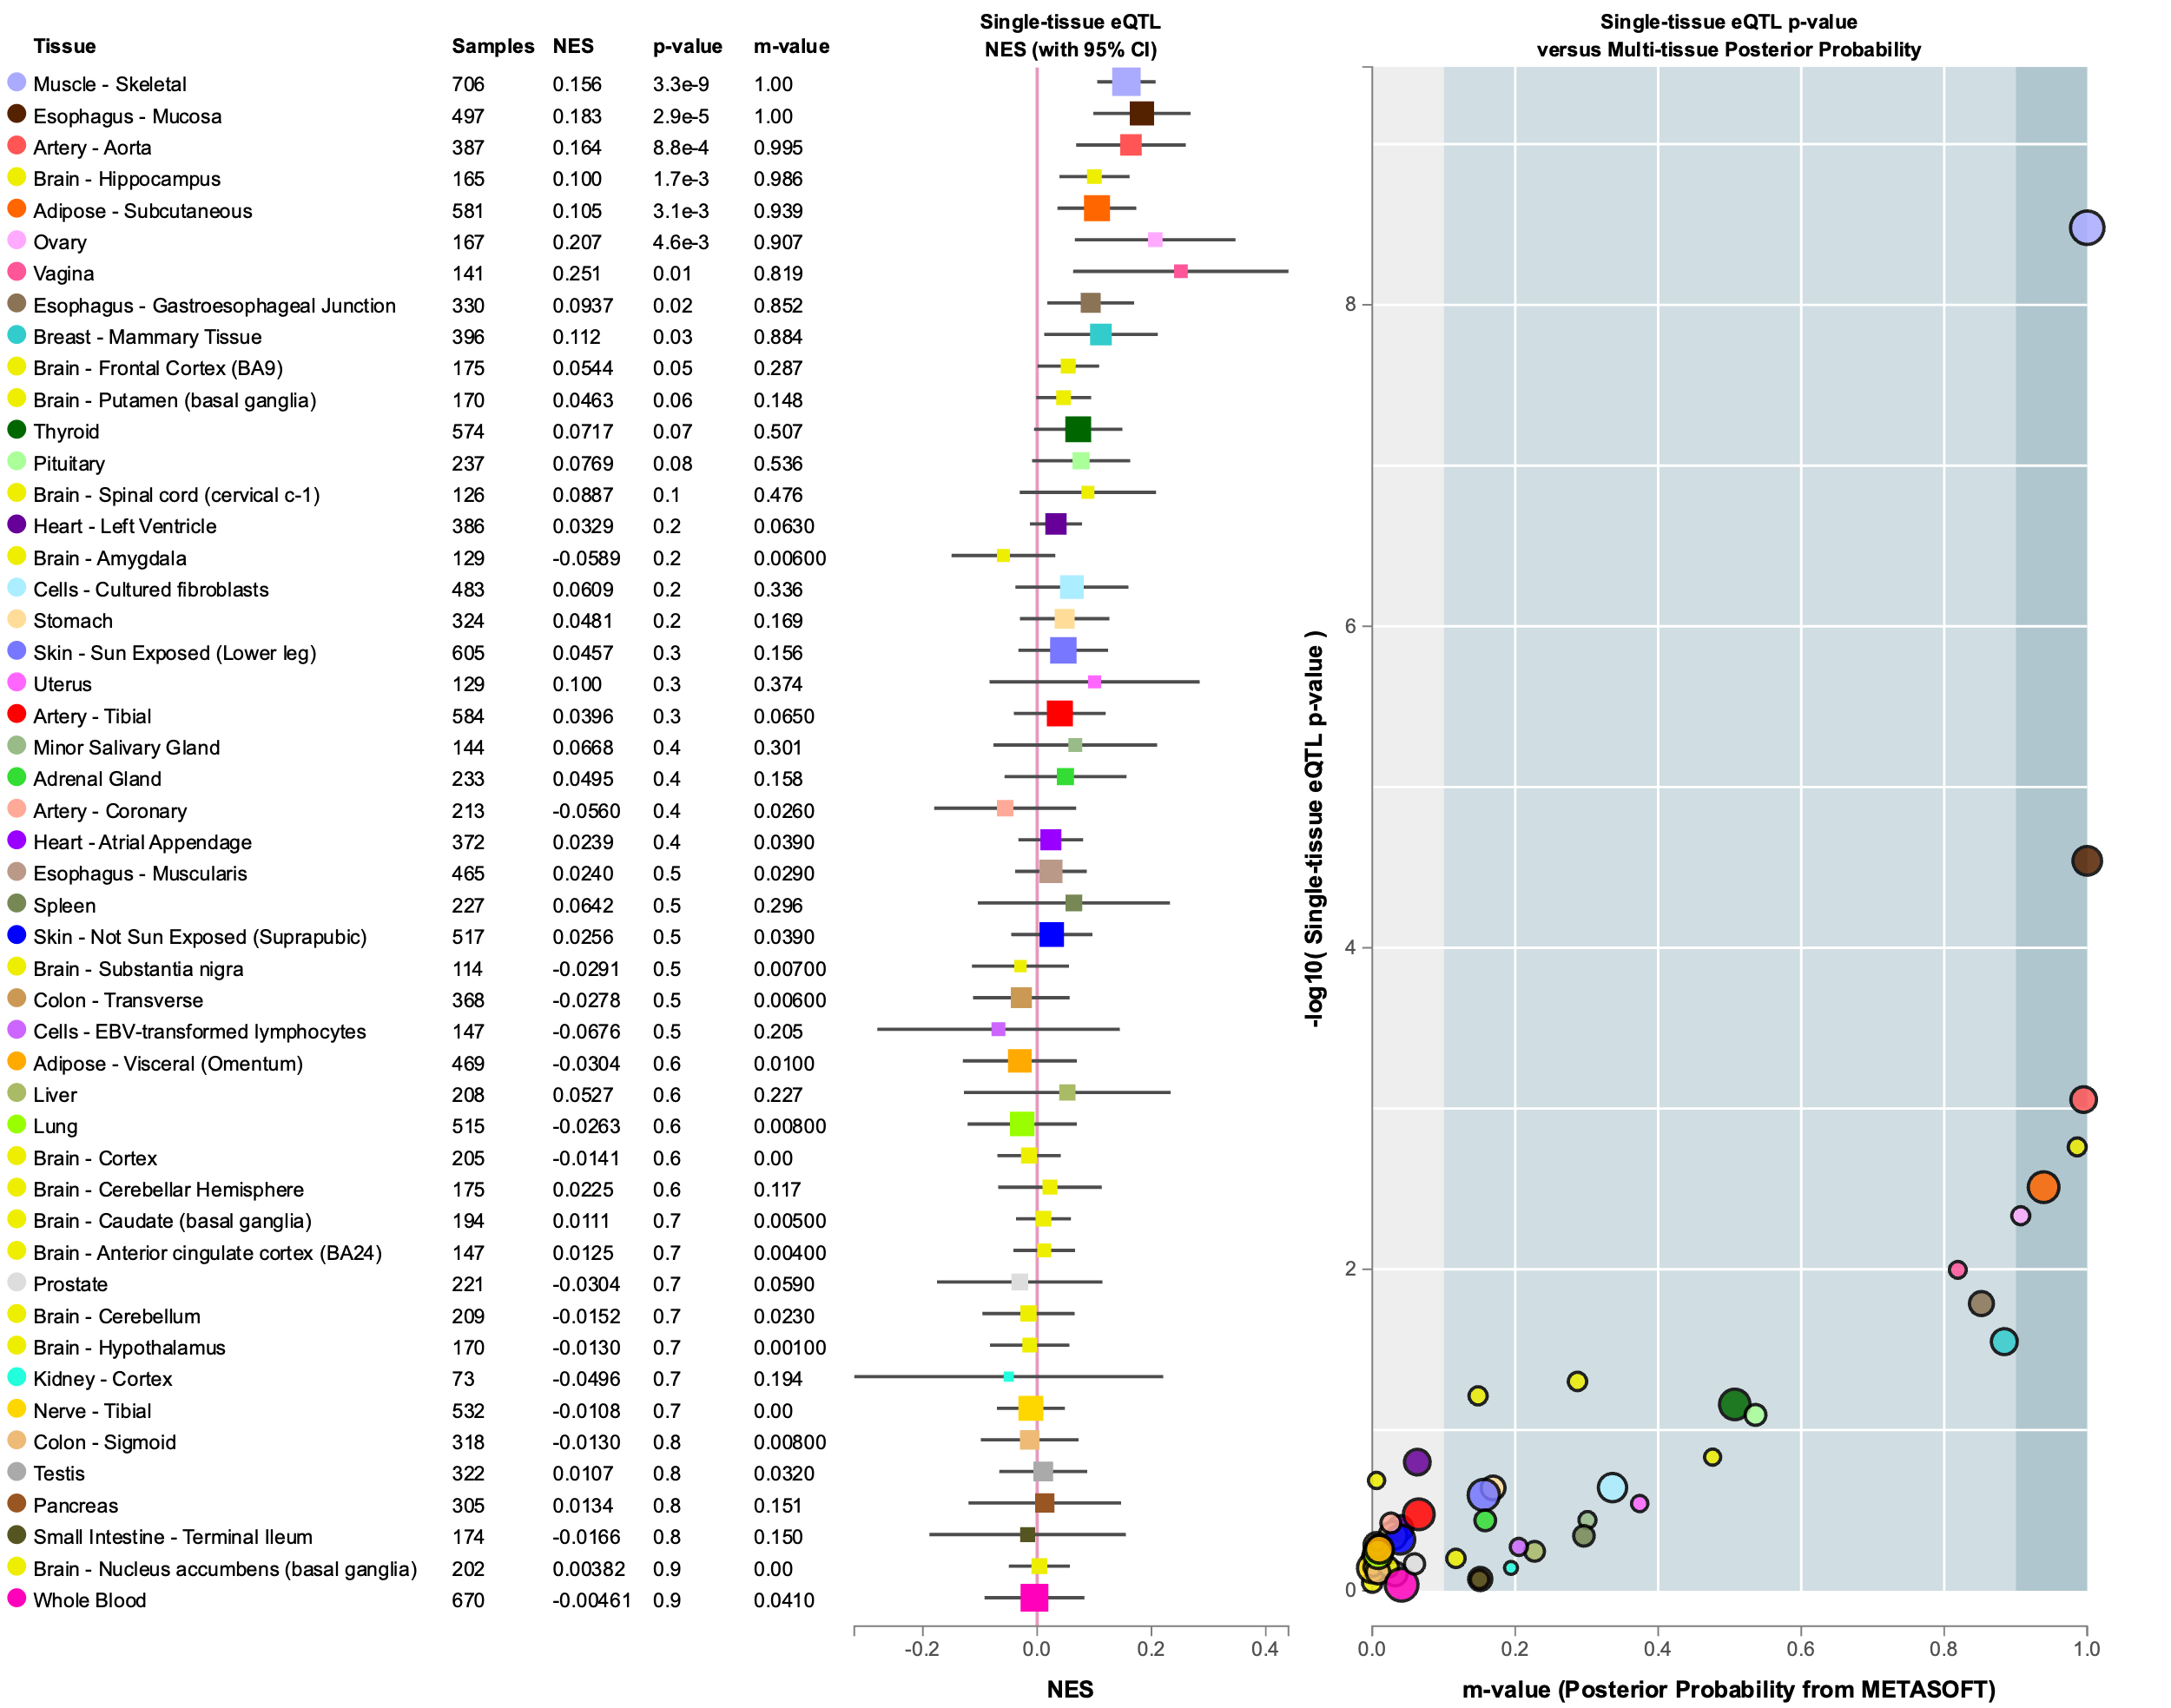 Single-tissue eQTL
NES (with 95% CI)
Single-tissue eQTL p-value
versus Multi-tissue Posterior Probability
Tissue Samples NES p-value m-value
Muscle - Skeletal 706 0.156 3.3e-9 1.00
Esophagus - Mucosa 497 0.183 2.9e-5 1.00
Artery - Aorta 387 0.164 8.8e-4 0.995
Brain - Hippocampus 165 0.100 1.7e-3 0.986
Adipose - Subcutaneous 581 0.105 3.1e-3 0.939
Ovary 167 0.207 4.6e-3 0.907
Vagina 141 0.251 0.01 0.819
Esophagus - Gastroesophageal Junction 330 0.0937 0.02 0.852
Breast - Mammary Tissue 396 0.112 0.03 0.884
Brain - Frontal Cortex (BA9) 175 0.0544 0.05 0.287
Brain - Putamen (basal ganglia) 170 0.0463 0.06 0.148
Thyroid 574 0.0717 0.07 0.507
Pituitary 237 0.0769 0.08 0.536
Brain - Spinal cord (cervical c-1) 126 0.0887 0.1 0.476
Heart - Left Ventricle 386 0.0329 0.2 0.0630
Brain - Amygdala 129 -0.0589 0.2 0.00600
Cells - Cultured fibroblasts 483 0.0609 0.2 0.336
Stomach 324 0.0481 0.2 0.169
Skin - Sun Exposed (Lower leg) 605 0.0457 0.3 0.156
Uterus 129 0.100 0.3 0.374
Artery - Tibial 584 0.0396 0.3 0.0650
Minor Salivary Gland 144 0.0668 0.4 0.301
Adrenal Gland 233 0.0495 0.4 0.158
Artery - Coronary 213 -0.0560 0.4 0.0260
Heart - Atrial Appendage 372 0.0239 0.4 0.0390
Esophagus - Muscularis 465 0.0240 0.5 0.0290
Spleen 227 0.0642 0.5 0.296
Skin - Not Sun Exposed (Suprapubic) 517 0.0256 0.5 0.0390
Brain - Substantia nigra 114 -0.0291 0.5 0.00700
Colon - Transverse 368 -0.0278 0.5 0.00600
Cells - EBV-transformed lymphocytes 147 -0.0676 0.5 0.205
Adipose - Visceral (Omentum) 469 -0.0304 0.6 0.0100
Liver 208 0.0527 0.6 0.227
Lung 515 -0.0263 0.6 0.00800
Brain - Cortex 205 -0.0141 0.6 0.00
Brain - Cerebellar Hemisphere 175 0.0225 0.6 0.117
Brain - Caudate (basal ganglia) 194 0.0111 0.7 0.00500
Brain - Anterior cingulate cortex (BA24) 147 0.0125 0.7 0.00400
Prostate 221 -0.0304 0.7 0.0590
Brain - Cerebellum 209 -0.0152 0.7 0.0230
Brain - Hypothalamus 170 -0.0130 0.7 0.00100
Kidney - Cortex 73 -0.0496 0.7 0.194
Nerve - Tibial 532 -0.0108 0.7 0.00
Colon - Sigmoid 318 -0.0130 0.8 0.00800
Testis 322 0.0107 0.8 0.0320
Pancreas 305 0.0134 0.8 0.151
Small Intestine - Terminal Ileum 174 -0.0166 0.8 0.150
Brain - Nucleus accumbens (basal ganglia) 202 0.00382 0.9 0.00
Whole Blood 670 -0.00461 0.9 0.0410
-0.2 0.0 0.2 0.4
NES
-log10( Single-tissue eQTL p-value )
8
6
4
2
0
0.0 0.2 0.4 0.6 0.8 1.0
m-value (Posterior Probability from METASOFT)